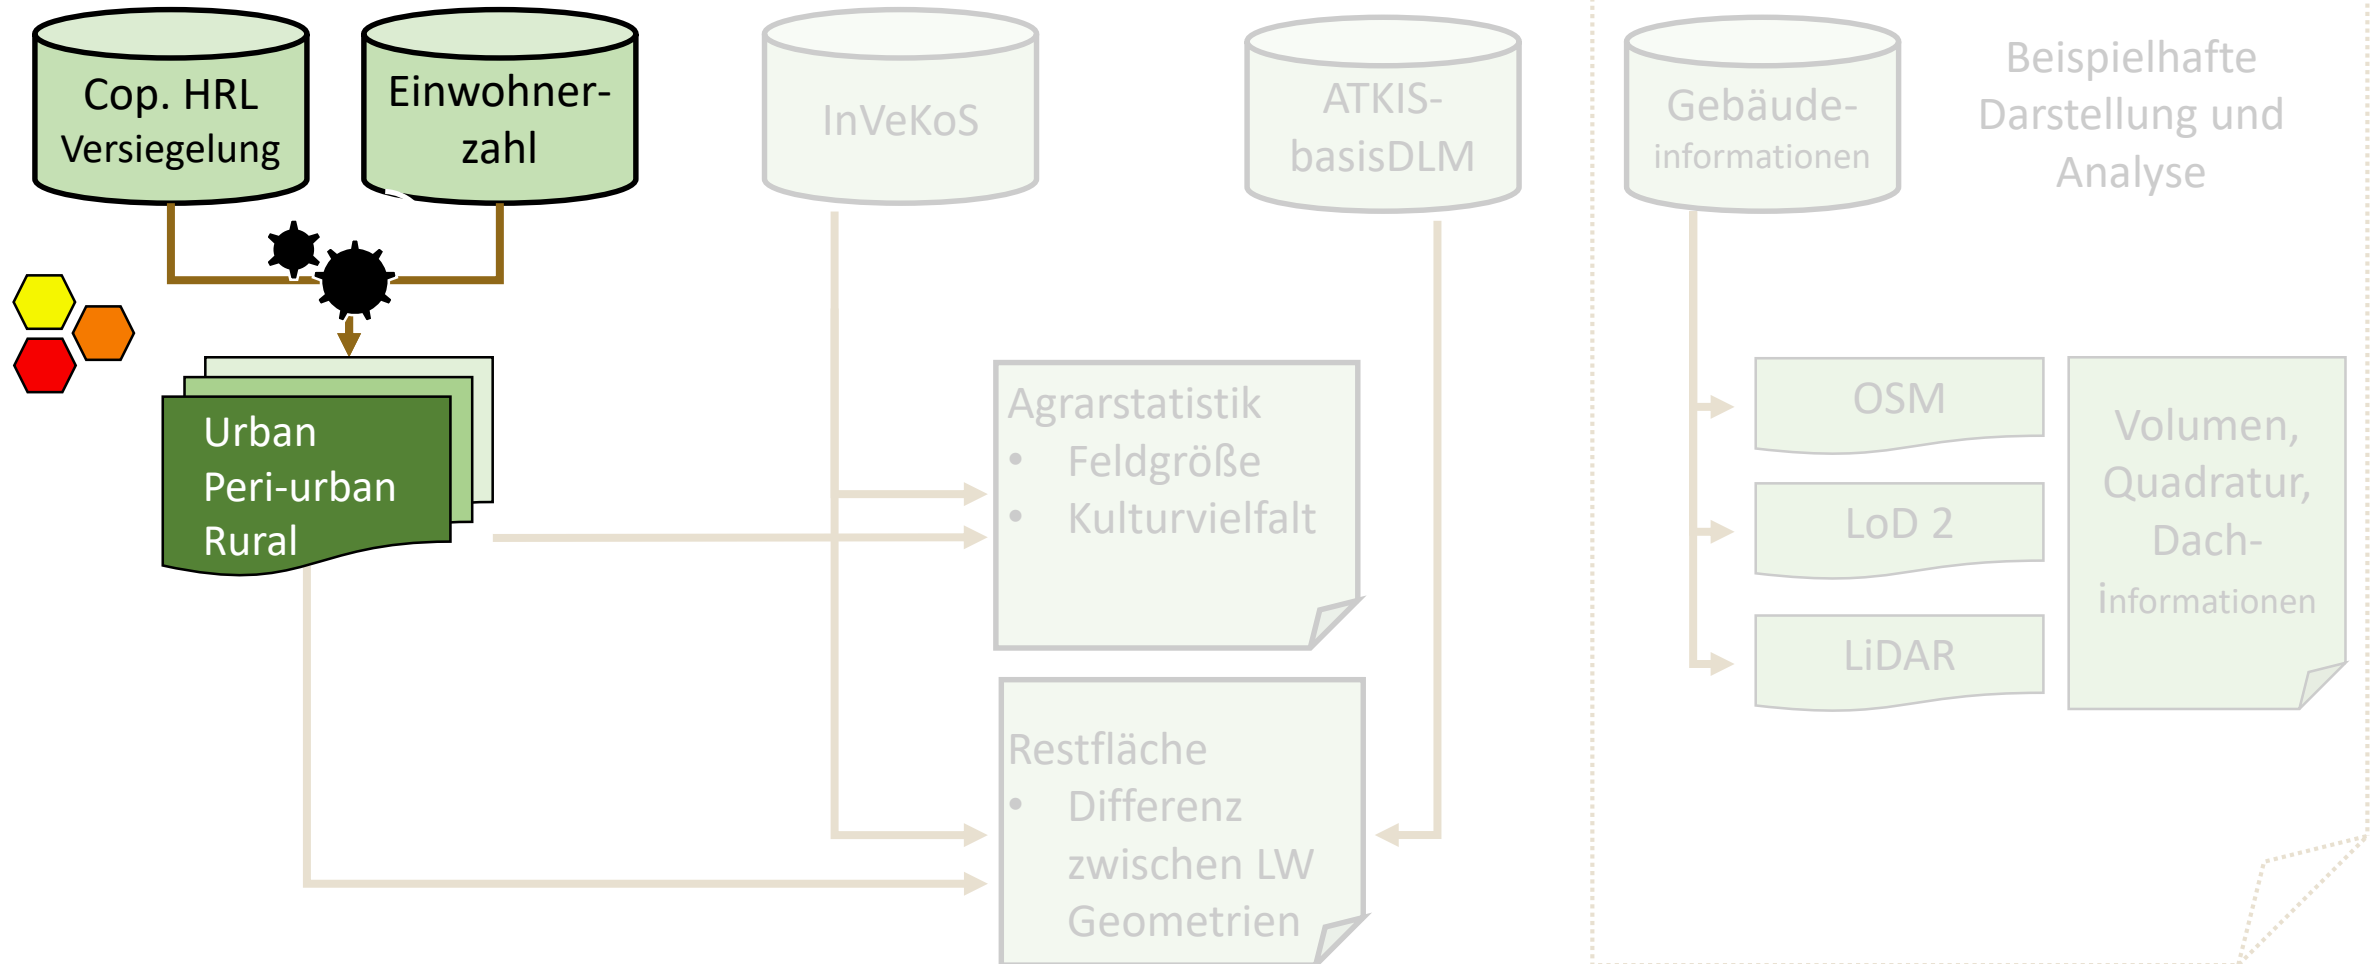 Cop. HRL
Versiegelung
Einwohner-
zahl
InVeKoS
ATKIS-
basisDLM
Gebäude-
informationen
Beispielhafte
Darstellung und
Analyse
Urban
Peri-urban
Rural
Agrarstatistik
• Feldgröße
• Kulturvielfalt
Restfläche
• Differenz
zwischen LW
Geometrien
OSM
LoD 2
LiDAR
Volumen,
Quadratur,
Dach-
informationen